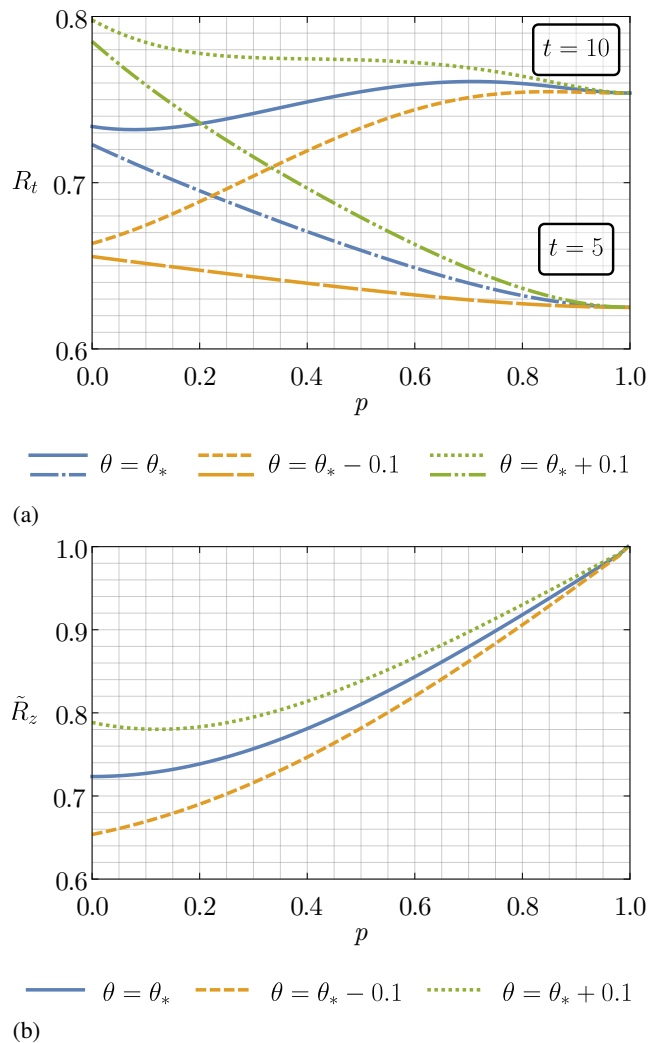 0.8
t = 10
R_t
0.7
t = 5
0.6
0.0 0.2 0.4 0.6 0.8 1.0
p
θ = θ_* θ = θ_* − 0.1 θ = θ_* + 0.1
(a)
1.0
0.9
R̃_z 0.8
0.7
0.6
0.0 0.2 0.4 0.6 0.8 1.0
p
θ = θ_* θ = θ_* − 0.1 θ = θ_* + 0.1
(b)